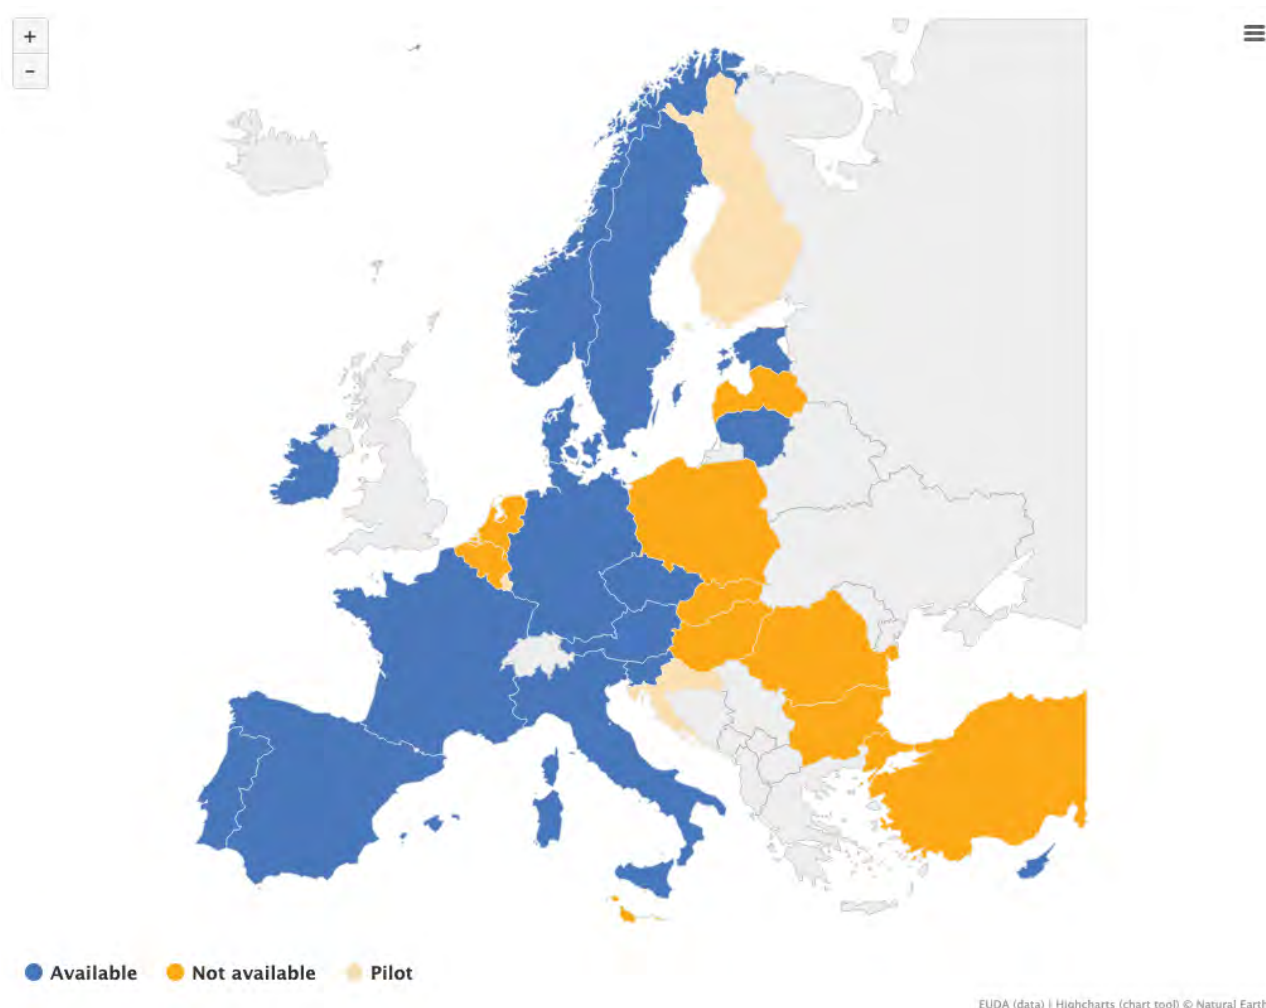 +
−
Available
Not available
Pilot
EUDA (data) | Highcharts (chart tool) © Natural Earth